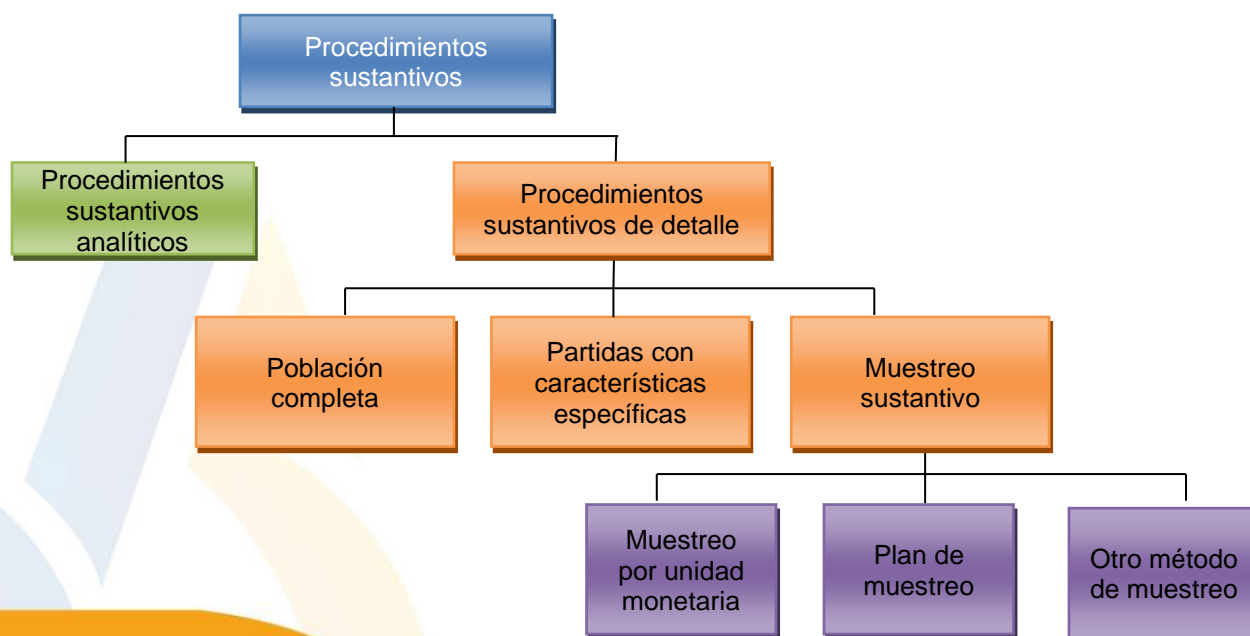 Procedimientos
sustantivos
Procedimientos
sustantivos
analíticos
Procedimientos
sustantivos de detalle
Población
completa
Partidas con
características
específicas
Muestreo
sustantivo
Muestreo
por unidad
monetaria
Plan de
muestreo
Otro método
de muestreo